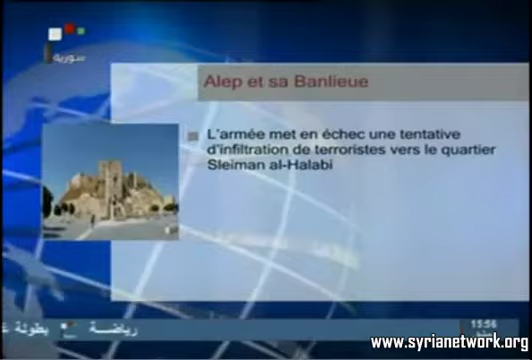 سورية
Alep et sa Banlieue
L'armée met en échec une tentative
d'infiltration de terroristes vers le quartier
Sleiman al-Halabi
رياضة
بطولة
15:56
www.syrianetwork.org